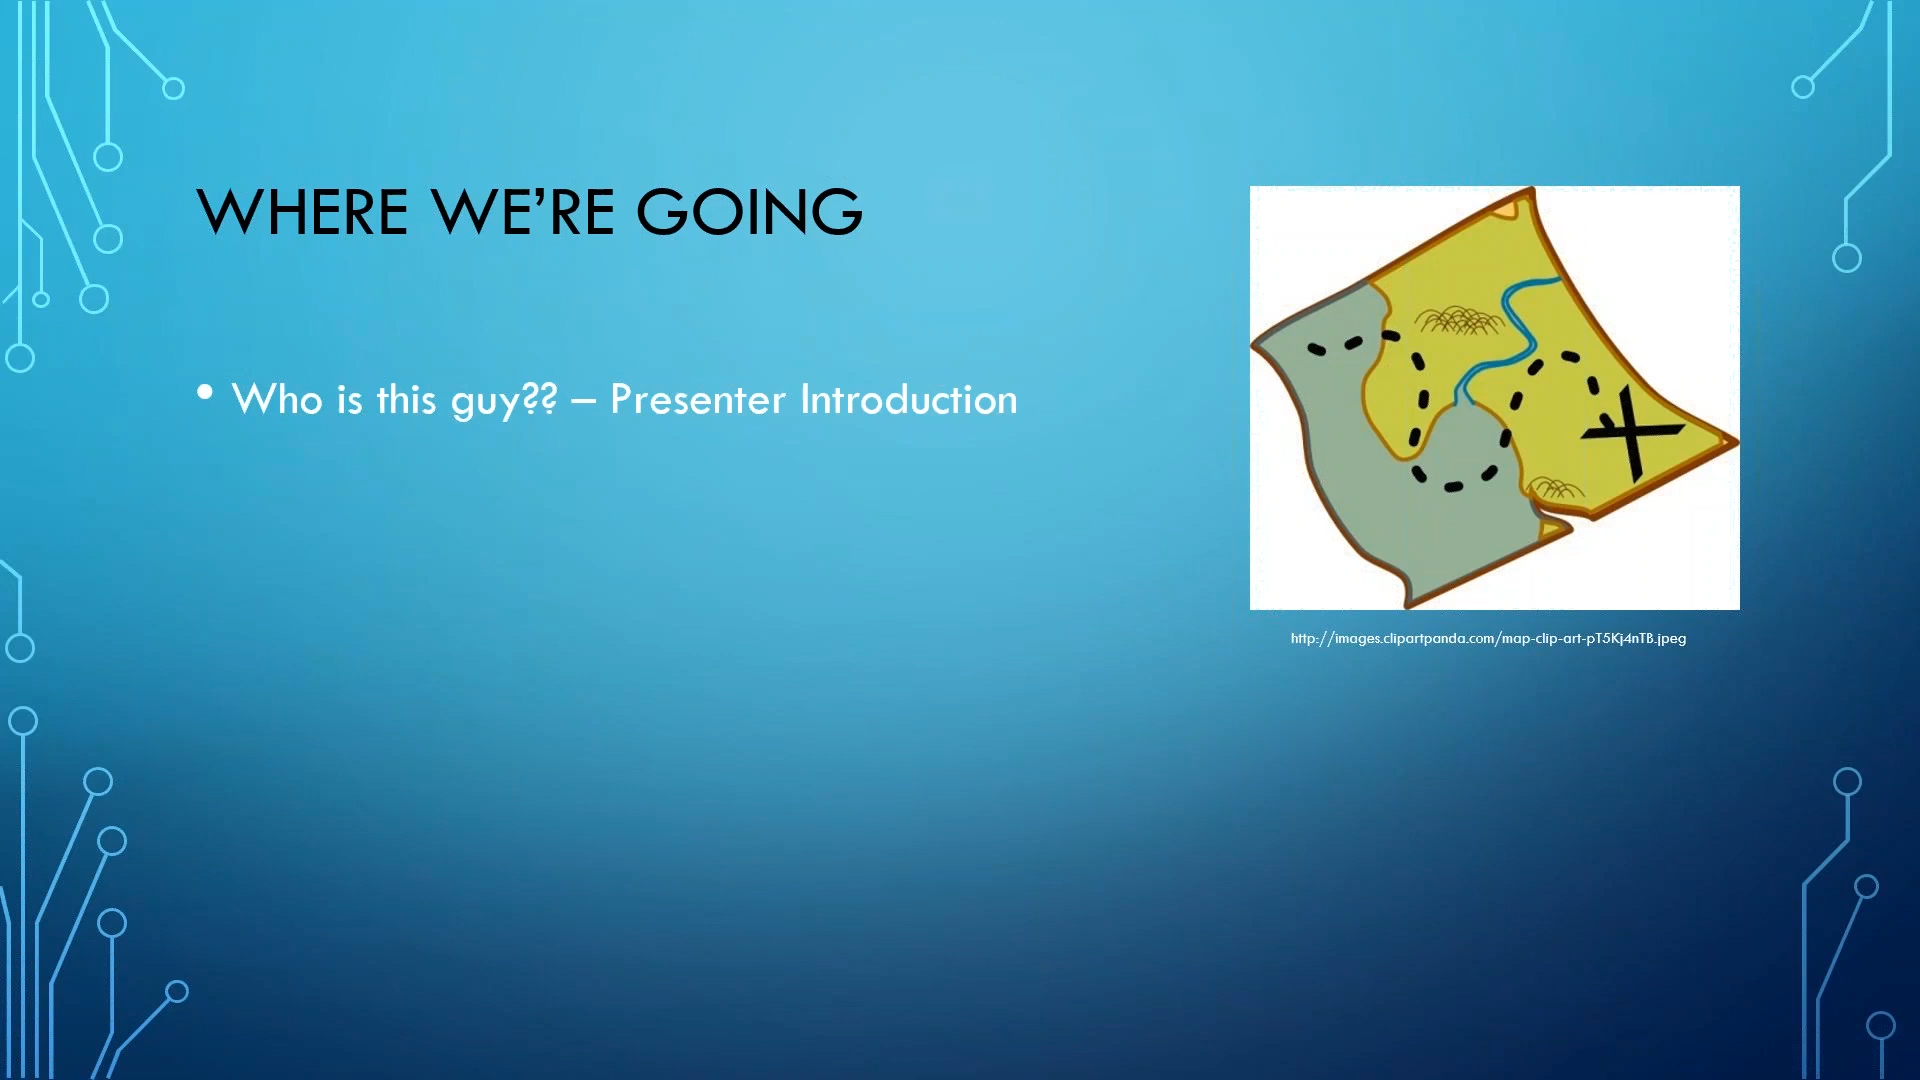 WHERE WE’RE GOING
• Who is this guy?? – Presenter Introduction
http://images.clipartpanda.com/map-clip-art-pT5Kj4nTB.jpeg